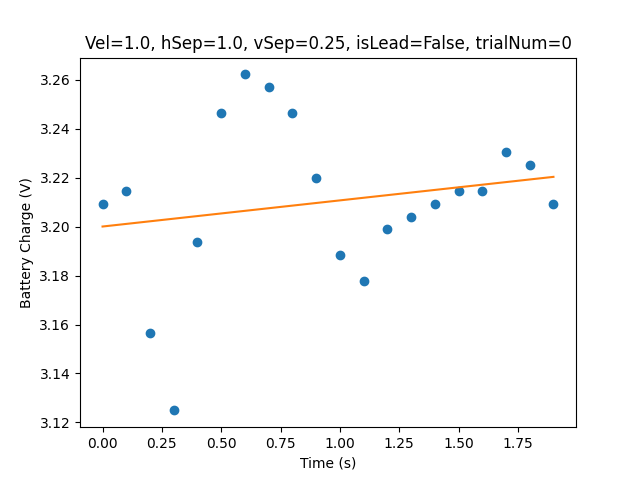 Vel=1.0, hSep=1.0, vSep=0.25, isLead=False, trialNum=0
3.26
3.24
3.22
3.20
3.18
3.16
3.14
3.12
Battery Charge (V)
0.00 0.25 0.50 0.75 1.00 1.25 1.50 1.75
Time (s)